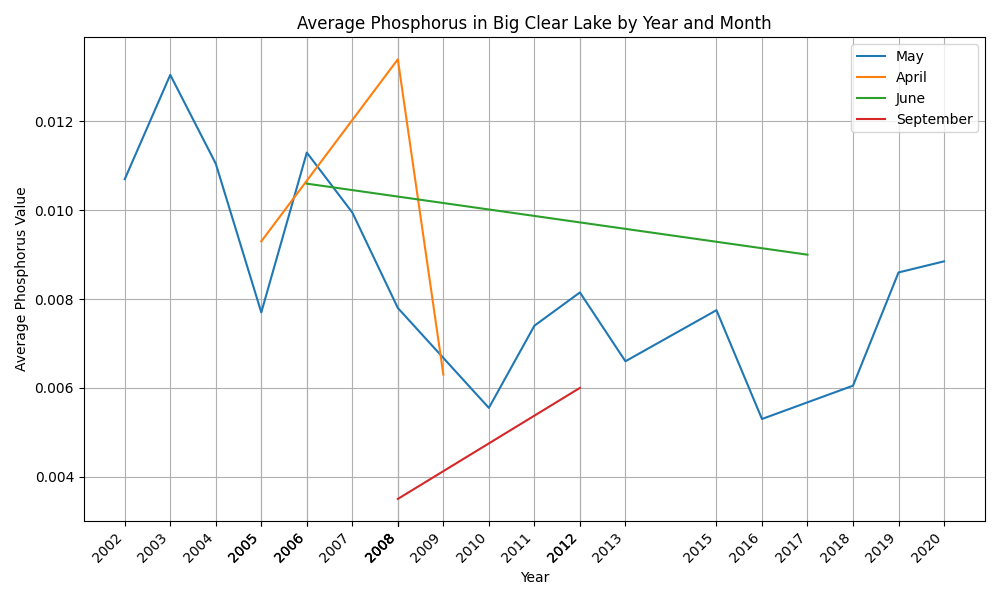 Average Phosphorus in Big Clear Lake by Year and Month
May
April
June
September
Average Phosphorus Value
0.012
0.010
0.008
0.006
0.004
2002 2003 2004 2005 2006 2007 2008 2009 2010 2011 2012 2013 2015 2016 2017 2018 2019 2020
Year